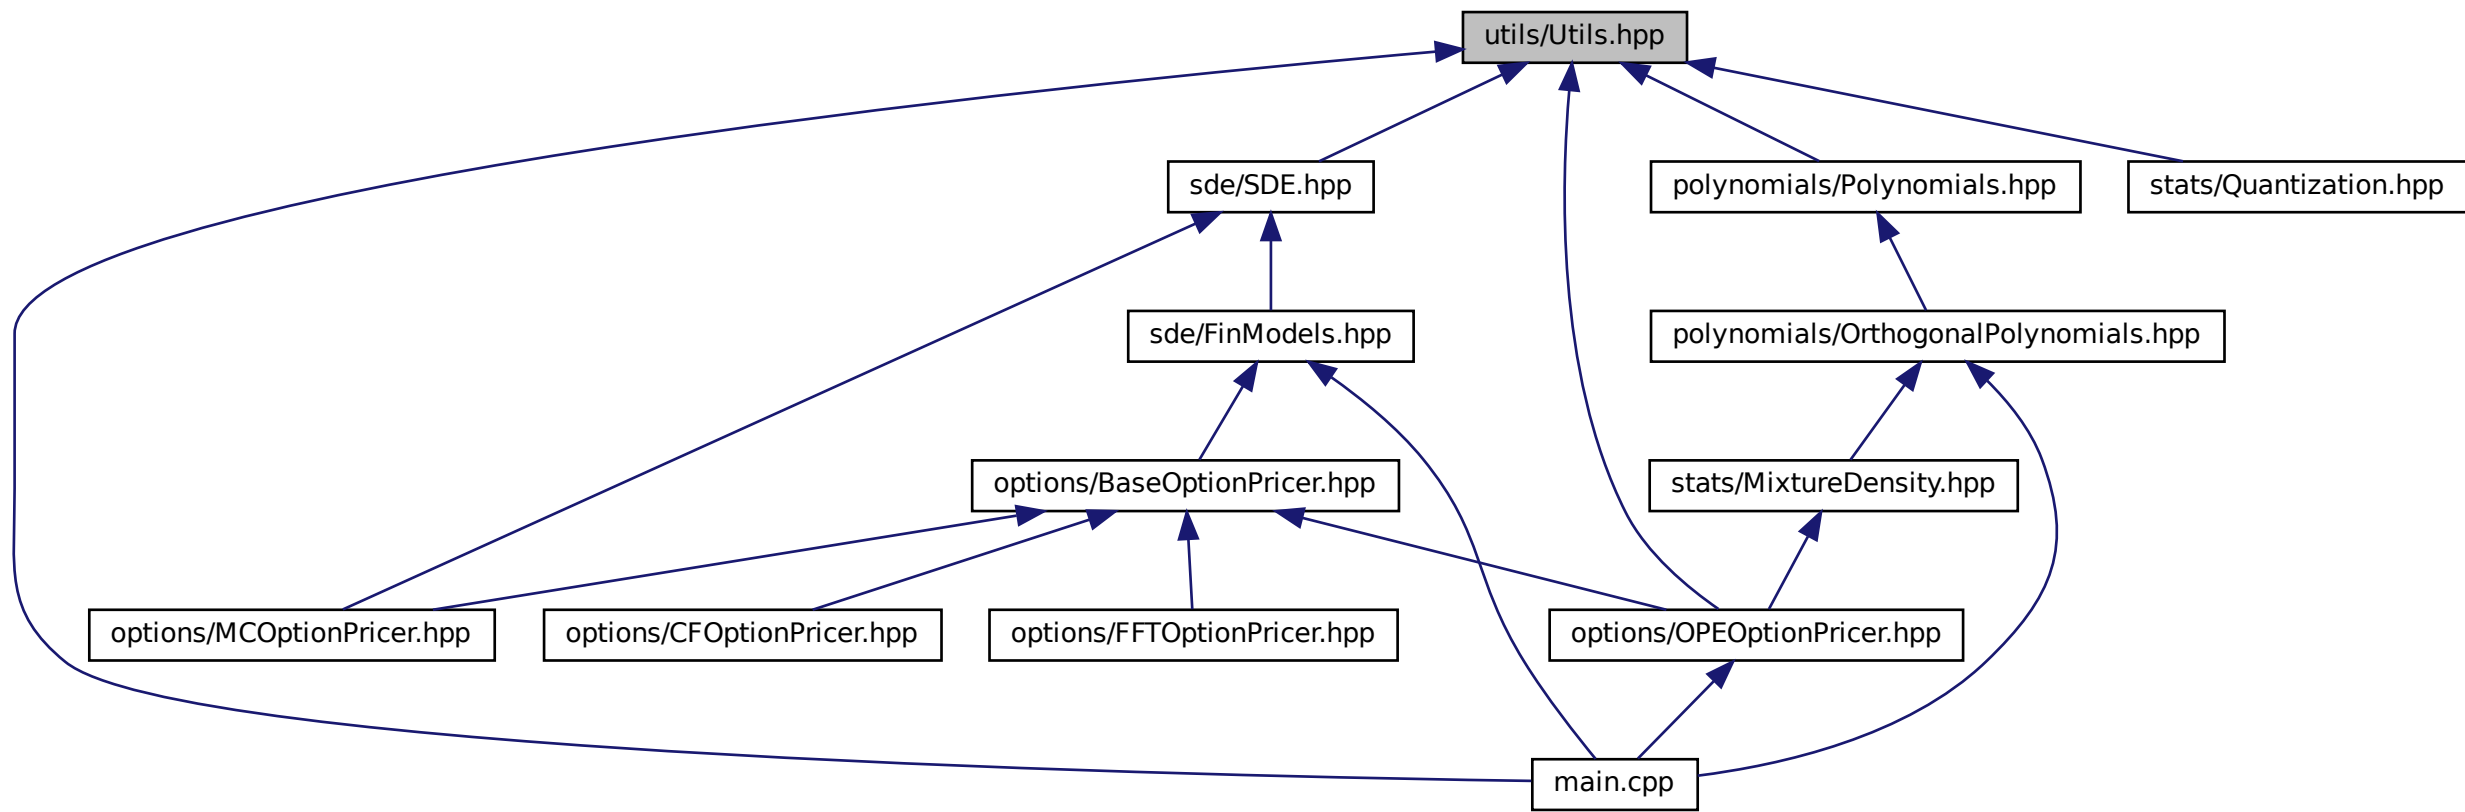 utils/Utils.hpp
sde/SDE.hpp
polynomials/Polynomials.hpp
stats/Quantization.hpp
sde/FinModels.hpp
polynomials/OrthogonalPolynomials.hpp
options/BaseOptionPricer.hpp
stats/MixtureDensity.hpp
options/MCOptionPricer.hpp
options/CFOptionPricer.hpp
options/FFTOptionPricer.hpp
options/OPEOptionPricer.hpp
main.cpp